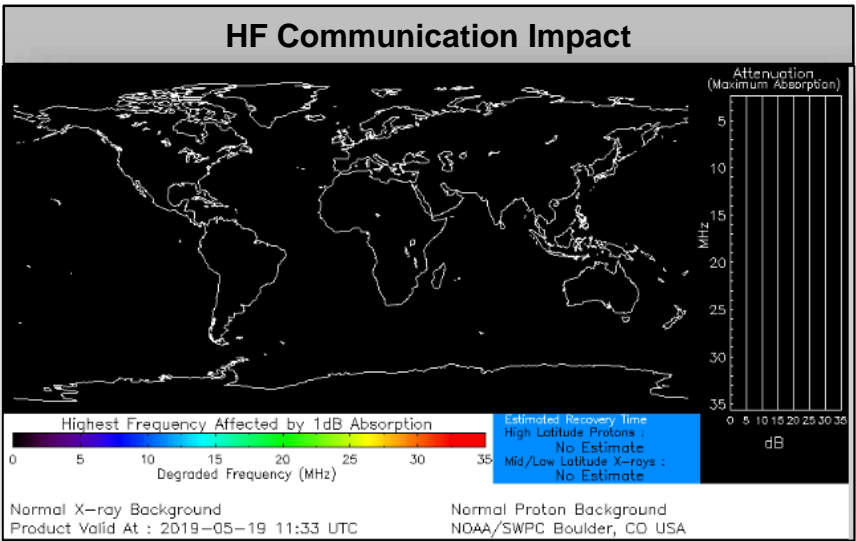 HF Communication Impact
Attenuation
(Maximum Absorption)
5
10
15
20
25
30
35
MHz
0 5 10 15 20 25 30 35
dB
Highest Frequency Affected by 1dB Absorption
0 5 10 15 20 25 30 35
Degraded Frequency (MHz)
Estimated Recovery Time
High Latitude Protons :
No Estimate
Mid/Low Latitude X-rays :
No Estimate
Normal X-ray Background
Normal Proton Background
Product Valid At : 2019-05-19 11:33 UTC
NOAA/SWPC Boulder, CO USA